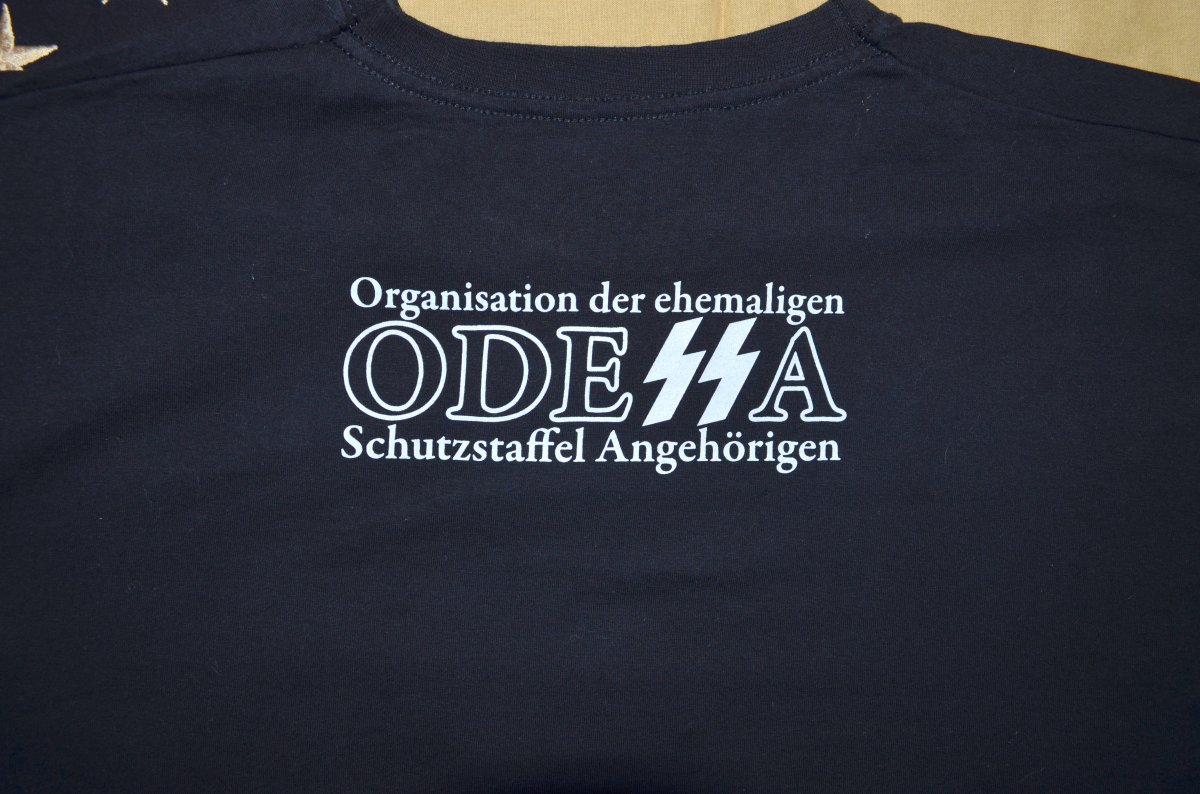 Organisation der ehemaligen
ODESSA
Schutzstaffel Angehörigen